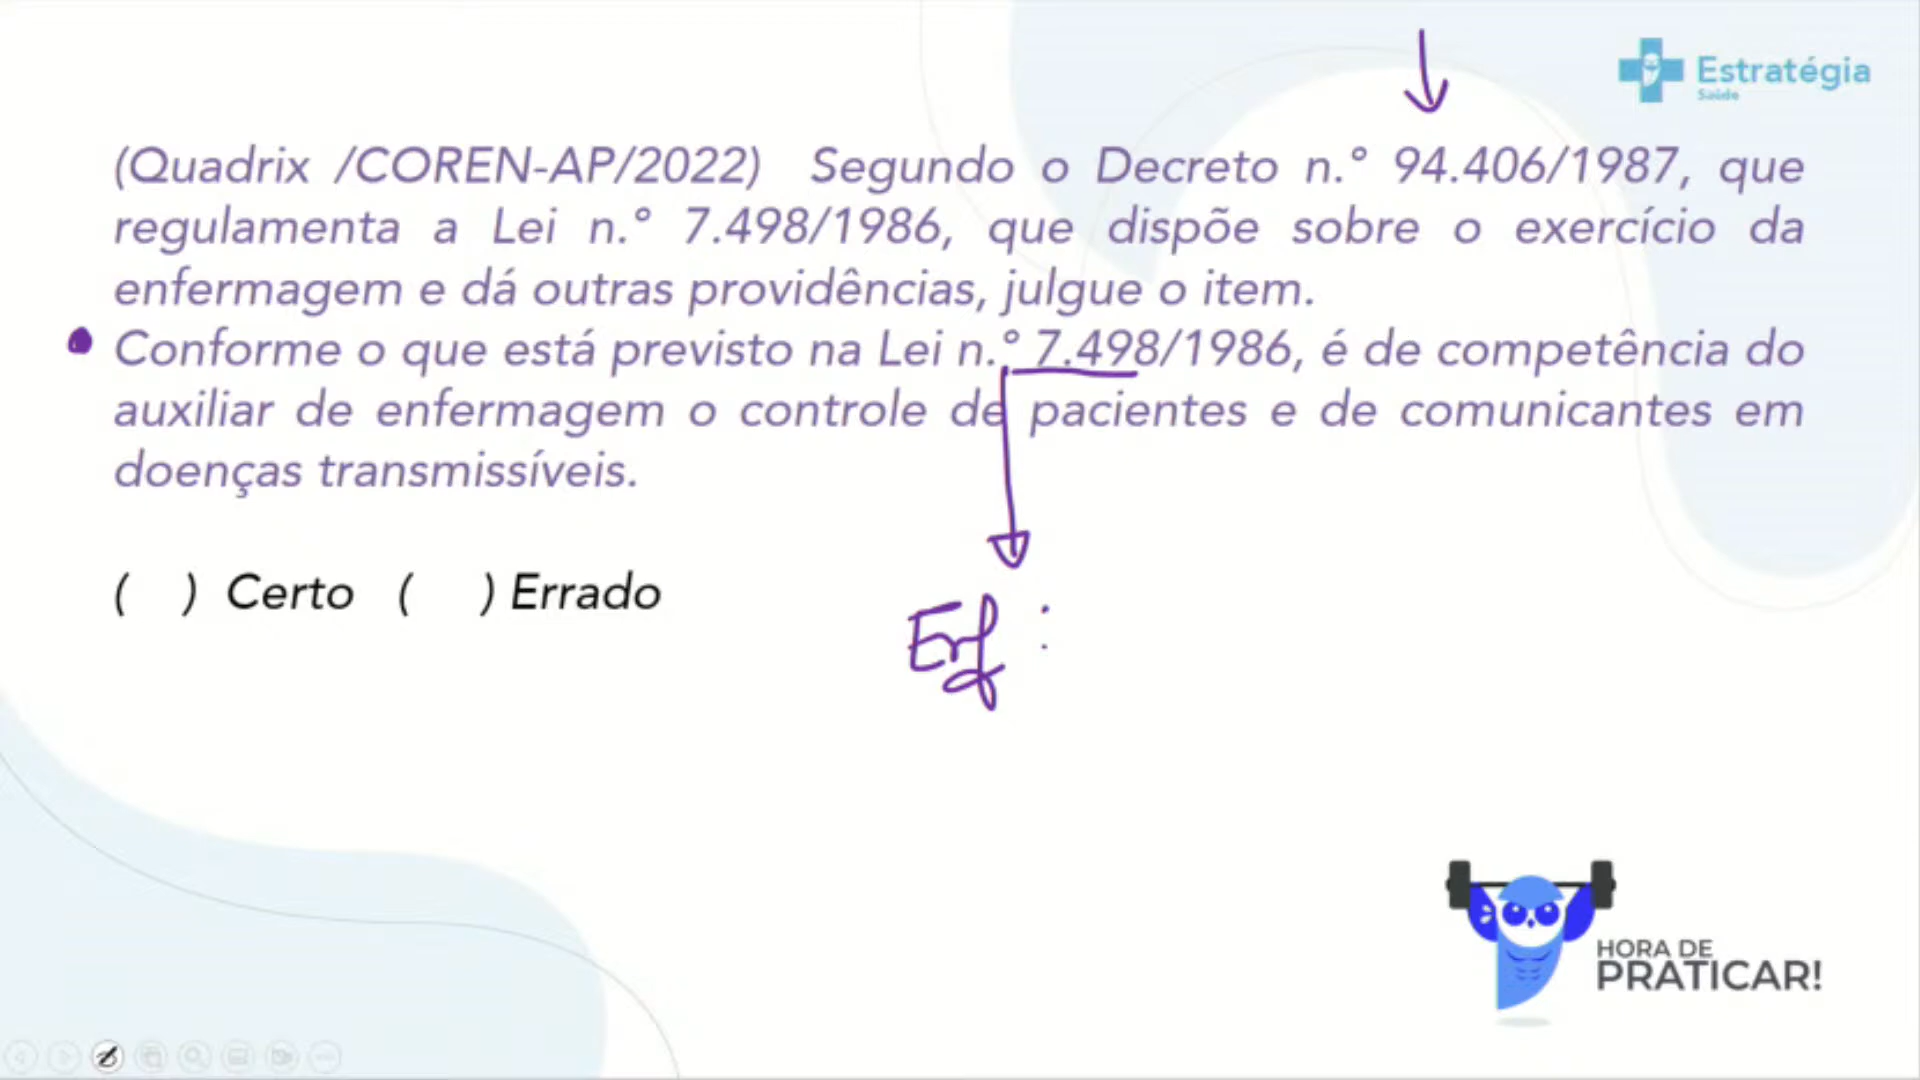 Estratégia
Saúde
(Quadrix /COREN-AP/2022) Segundo o Decreto n.° 94.406/1987, que
regulamenta a Lei n.° 7.498/1986, que dispõe sobre o exercício da
enfermagem e dá outras providências, julgue o item.
Conforme o que está previsto na Lei n.° 7.498/1986, é de competência do
auxiliar de enfermagem o controle de pacientes e de comunicantes em
doenças transmissíveis.
( ) Certo ( ) Errado
Enf :
HORA DE
PRATICAR!